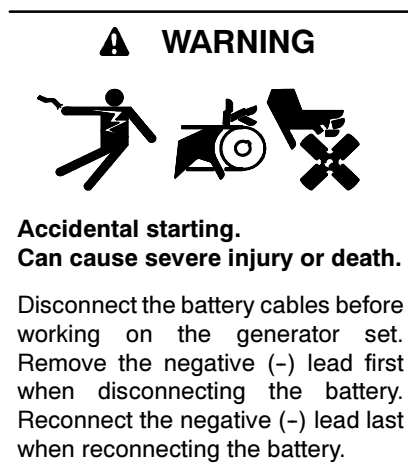 WARNING
Accidental starting.
Can cause severe injury or death.
Disconnect the battery cables before
working on the generator set.
Remove the negative (–) lead first
when disconnecting the battery.
Reconnect the negative (–) lead last
when reconnecting the battery.